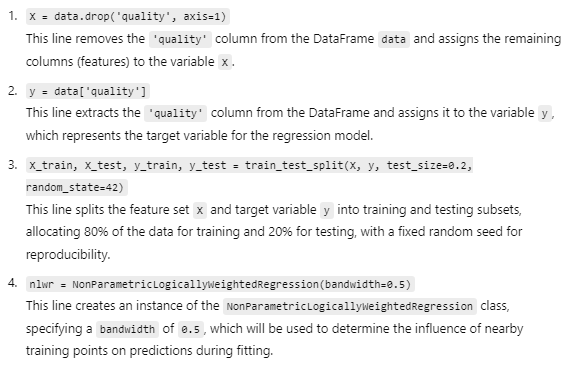 1. X = data.drop('quality', axis=1)
This line removes the 'quality' column from the DataFrame data and assigns the remaining
columns (features) to the variable X.
2. y = data['quality']
This line extracts the 'quality' column from the DataFrame and assigns it to the variable y,
which represents the target variable for the regression model.
3. X_train, X_test, y_train, y_test = train_test_split(X, y, test_size=0.2,
random_state=42)
This line splits the feature set X and target variable y into training and testing subsets,
allocating 80% of the data for training and 20% for testing, with a fixed random seed for
reproducibility.
4. nlwr = NonParametricLogicallyWeightedRegression(bandwidth=0.5)
This line creates an instance of the NonParametricLogicallyWeightedRegression class,
specifying a bandwidth of 0.5, which will be used to determine the influence of nearby
training points on predictions during fitting.